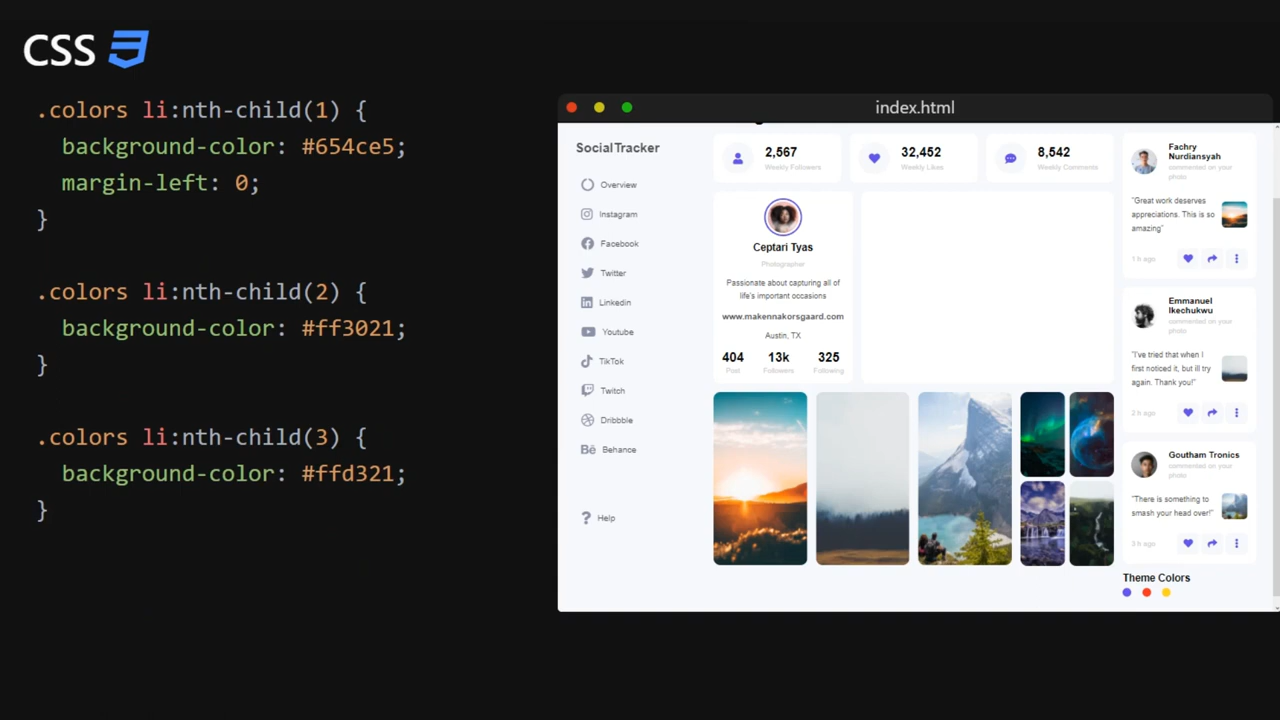 CSS
.colors li:nth-child(1) {
  background-color: #654ce5;
  margin-left: 0;
}
.colors li:nth-child(2) {
  background-color: #ff3021;
}
.colors li:nth-child(3) {
  background-color: #ffd321;
}
index.html
SocialTracker
Overview
Instagram
Facebook
Twitter
Linkedin
Youtube
TikTok
Twitch
Dribbble
Behance
Help
2,567
Weekly Followers
32,452
Weekly Likes
8,542
Weekly Comments
Ceptari Tyas
Photographer
Passionate about capturing all of
life's important occasions
www.makennakorsgaard.com
Austin, TX
404 13k 325
Post Followers Following
Fachry
Nurdiansyah
commented on your
photo
"Great work deserves
appreciations. This is so
amazing"
1 h ago
Emmanuel
Ikechukwu
commented on your
photo
"I've tried that when I
first noticed it, but ill try
again. Thank you!"
2 h ago
Goutham Tronics
commented on your
photo
"There is something to
smash your head over!"
3 h ago
Theme Colors